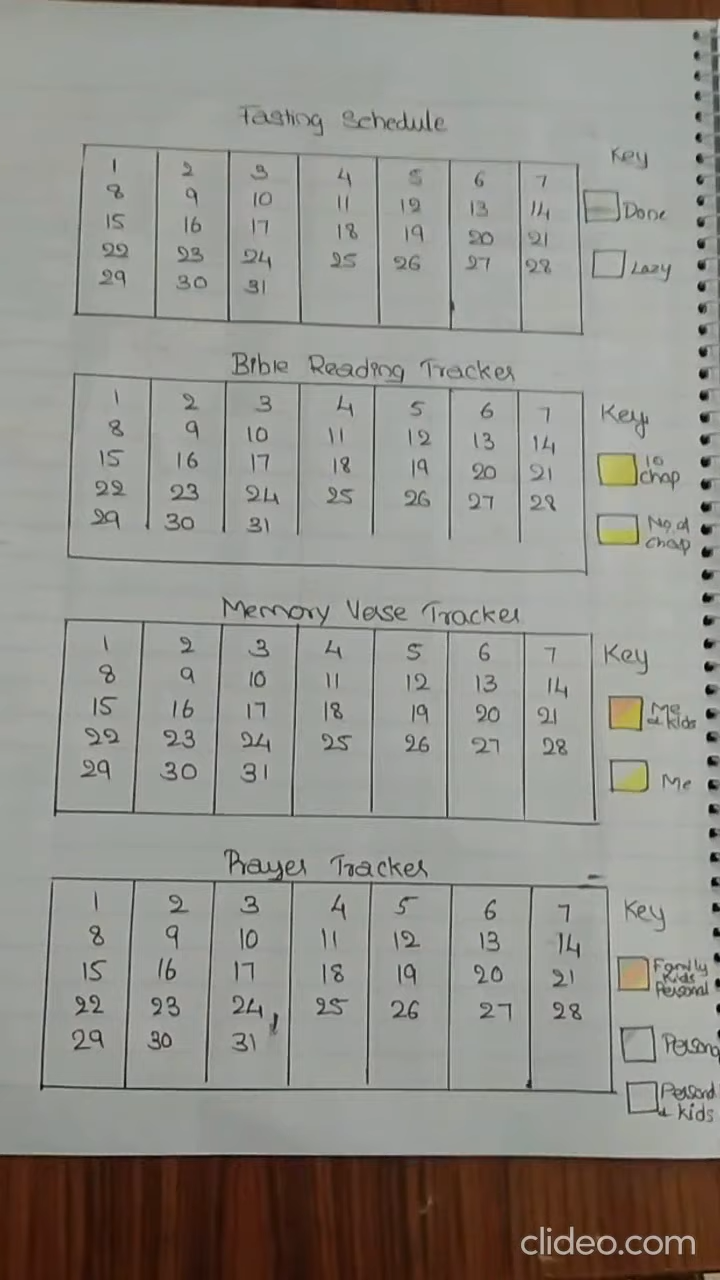 Fasting Schedule
Key
1 2 3 4 5 6 7
8 9 10 11 12 13 14
Done
15 16 17 18 19 20 21
22 23 24 25 26 27 28
Lazy
29 30 31
Bible Reading Tracker
Key
1 2 3 4 5 6 7
8 9 10 11 12 13 14
15 16 17 18 19 20 21
10
chap
22 23 24 25 26 27 28
29 30 31
No. of
chap
Memory Verse Tracker
Key
1 2 3 4 5 6 7
8 9 10 11 12 13 14
15 16 17 18 19 20 21
Me
& kids
22 23 24 25 26 27 28
29 30 31
Me
Prayer Tracker
Key
1 2 3 4 5 6 7
8 9 10 11 12 13 14
15 16 17 18 19 20 21
Family
Kids
Personal
22 23 24 25 26 27 28
29 30 31
Persona
Personal
& kids
clideo.com